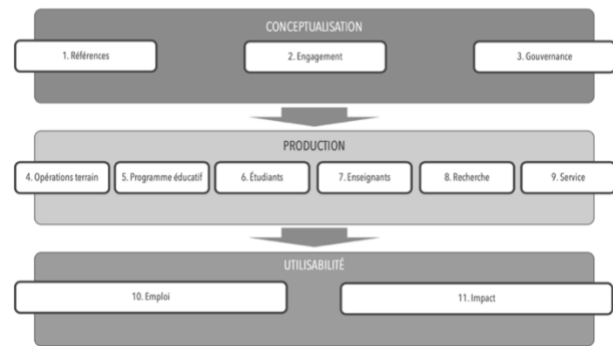 CONCEPTUALISATION
1. Références
2. Engagement
3. Gouvernance
PRODUCTION
4. Opérations terrain
5. Programme éducatif
6. Étudiants
7. Enseignants
8. Recherche
9. Service
UTILISABILITÉ
10. Emploi
11. Impact